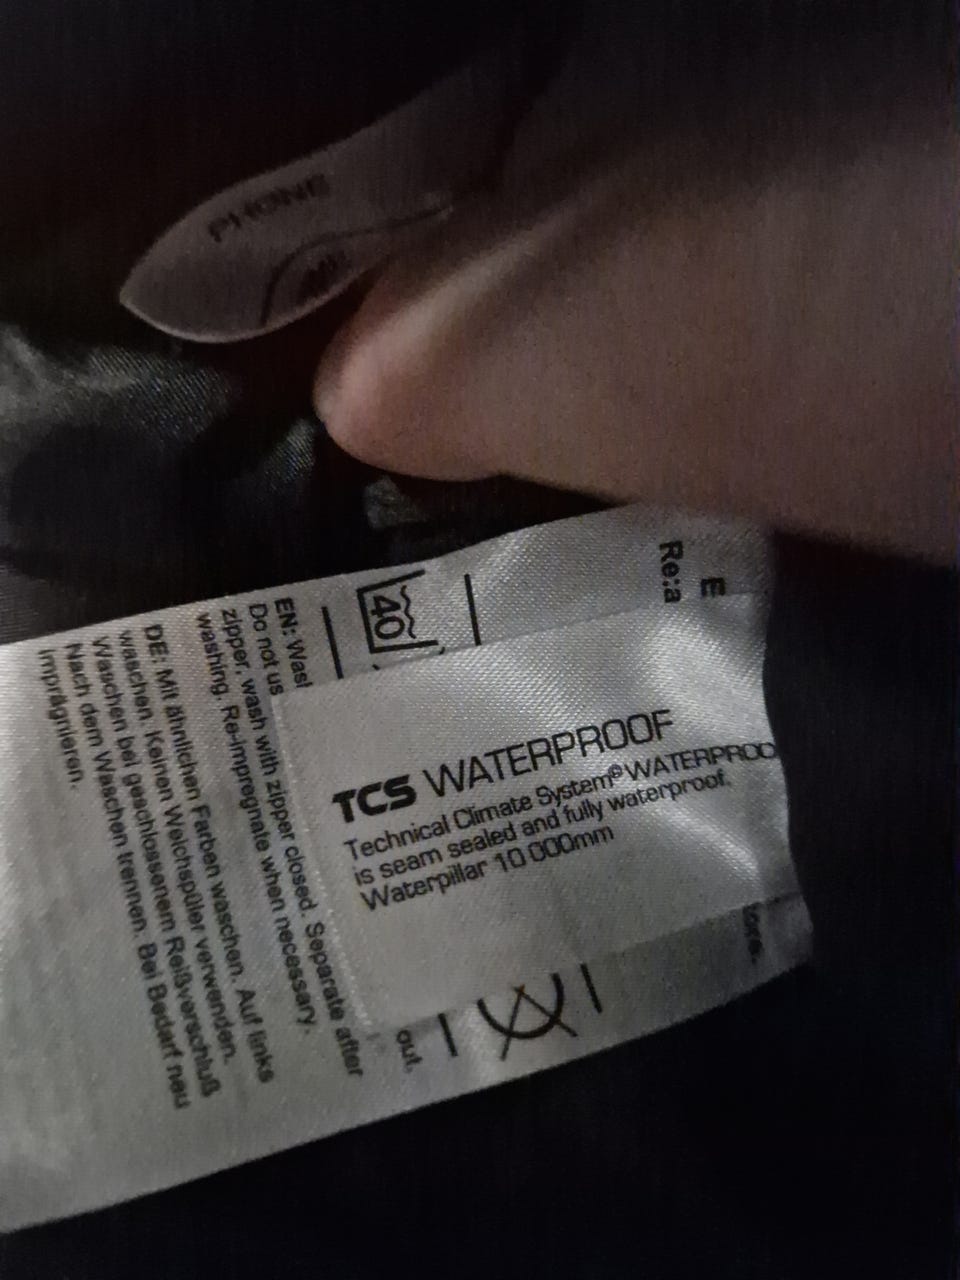 PHONE
E
Re:a
40
TCS WATERPROOF
Technical Climate System® WATERPROO
is seam sealed and fully waterproof.
Waterpillar 10 000mm
EN: Wash
Do not us
zipper, wash with zipper closed. Separate after
washing. Re-impregnate when necessary.
out.
DE: Mit ähnlichen Farben waschen. Auf links
waschen. Keinen Weichspüler verwenden.
Waschen bei geschlossenem Reißverschluß
Nach dem Waschen trennen. Bei Bedarf neu
imprägnieren.